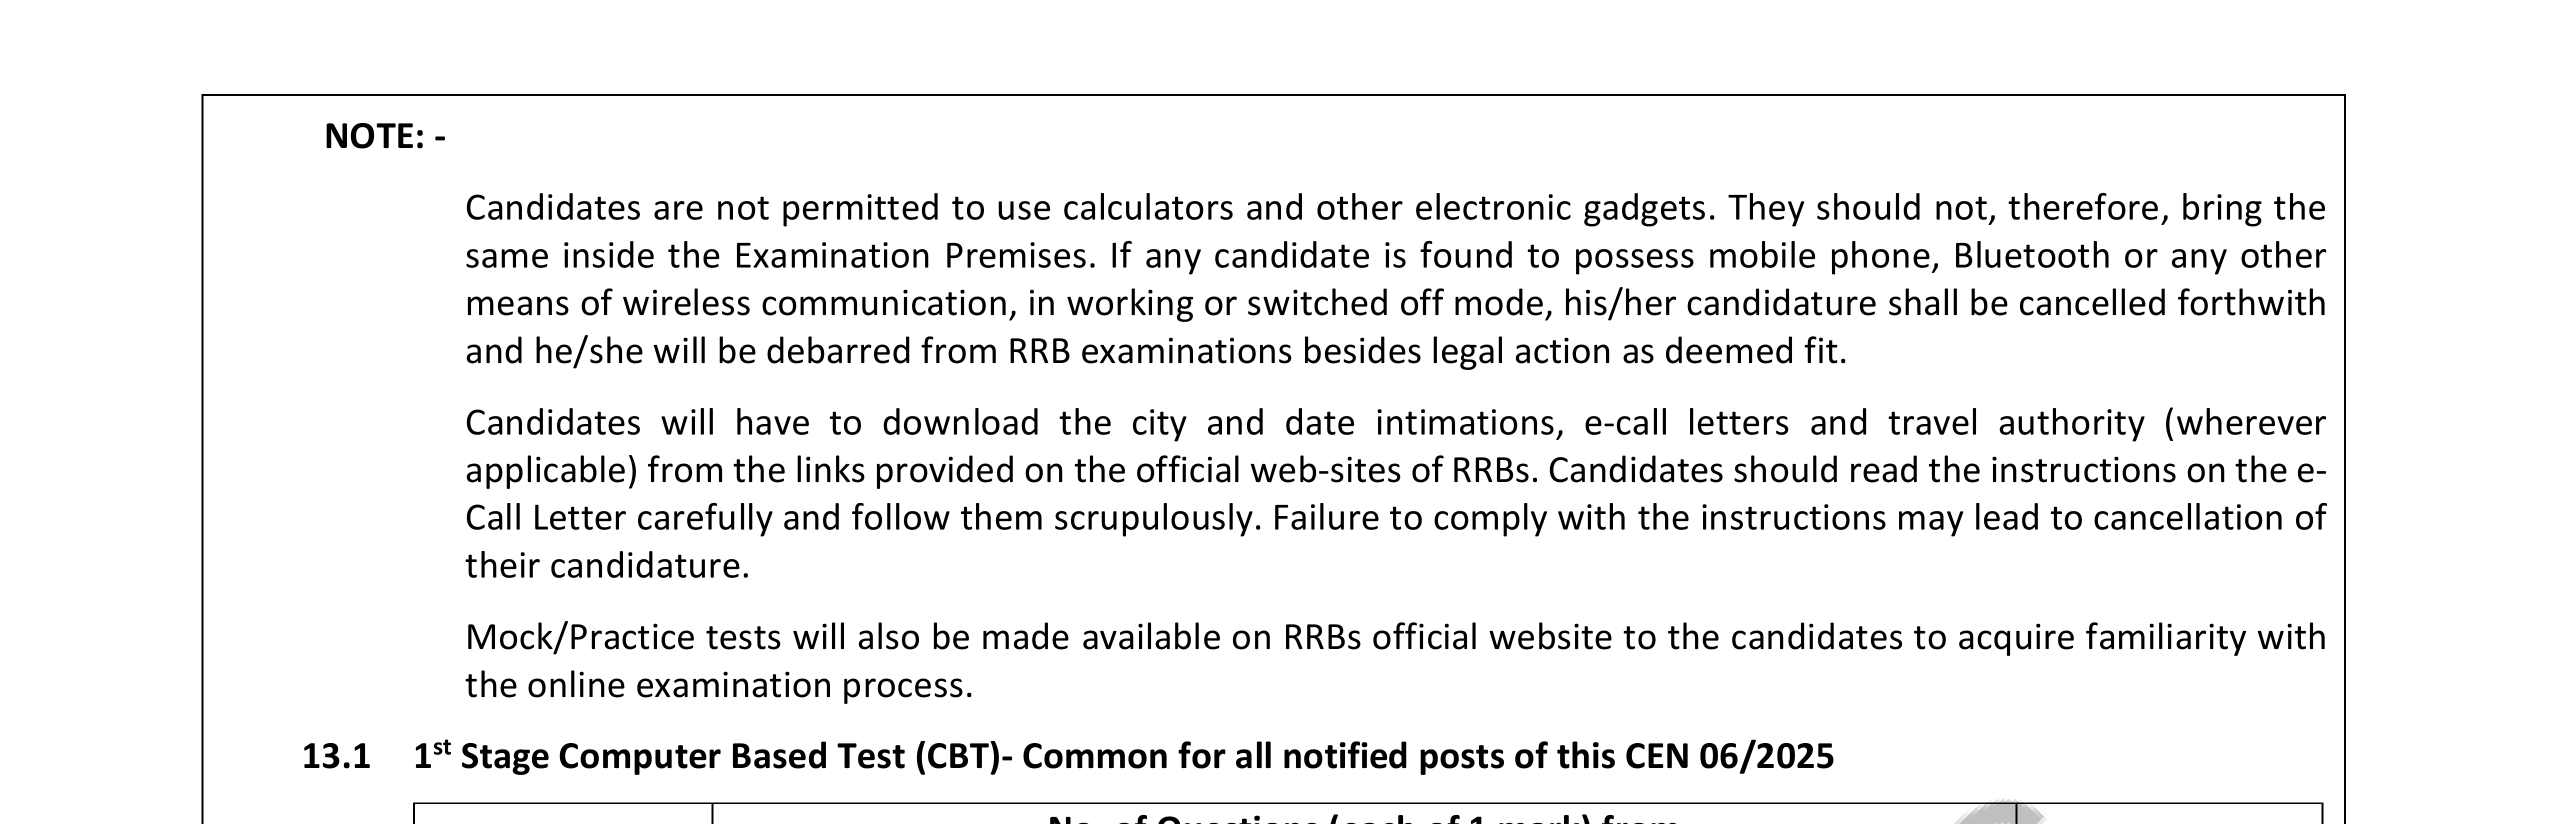 NOTE: -
Candidates are not permitted to use calculators and other electronic gadgets. They should not, therefore, bring the
same inside the Examination Premises. If any candidate is found to possess mobile phone, Bluetooth or any other
means of wireless communication, in working or switched off mode, his/her candidature shall be cancelled forthwith
and he/she will be debarred from RRB examinations besides legal action as deemed fit.
Candidates will have to download the city and date intimations, e-call letters and travel authority (wherever
applicable) from the links provided on the official web-sites of RRBs. Candidates should read the instructions on the e-
Call Letter carefully and follow them scrupulously. Failure to comply with the instructions may lead to cancellation of
their candidature.
Mock/Practice tests will also be made available on RRBs official website to the candidates to acquire familiarity with
the online examination process.
13.1 1st Stage Computer Based Test (CBT)- Common for all notified posts of this CEN 06/2025
No. of Questions (each of 1 mark) from